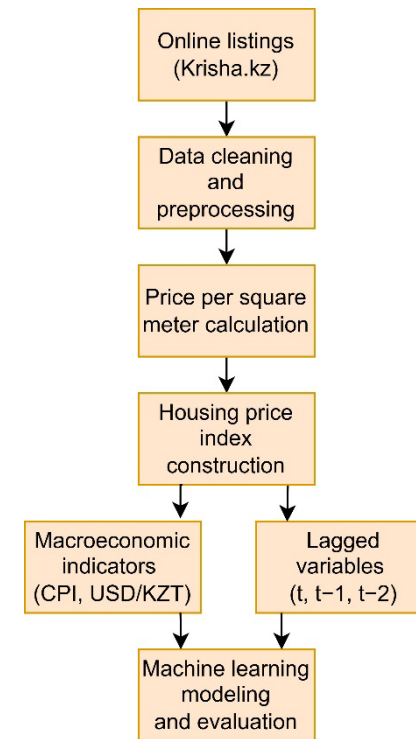 Online listings
(Krisha.kz)
Data cleaning
and
preprocessing
Price per square
meter calculation
Housing price
index
construction
Macroeconomic
indicators
(CPI, USD/KZT)
Lagged
variables
(t, t−1, t−2)
Machine learning
modeling
and evaluation